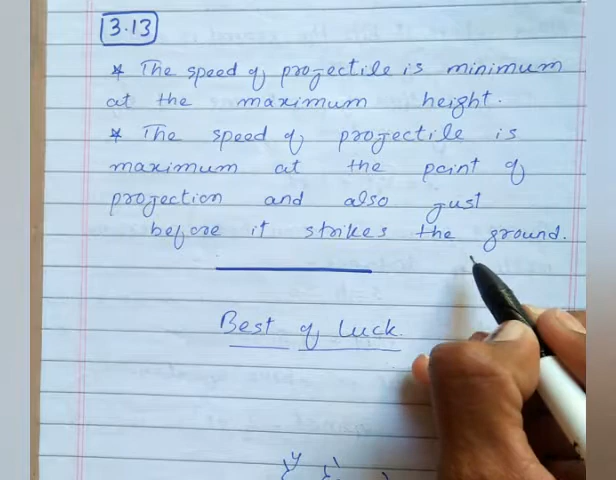 3.13
* The speed of projectile is minimum
at the maximum height.
* The speed of projectile is
maximum at the point of
projection and also just
before it strikes the ground.
Best of Luck.
y